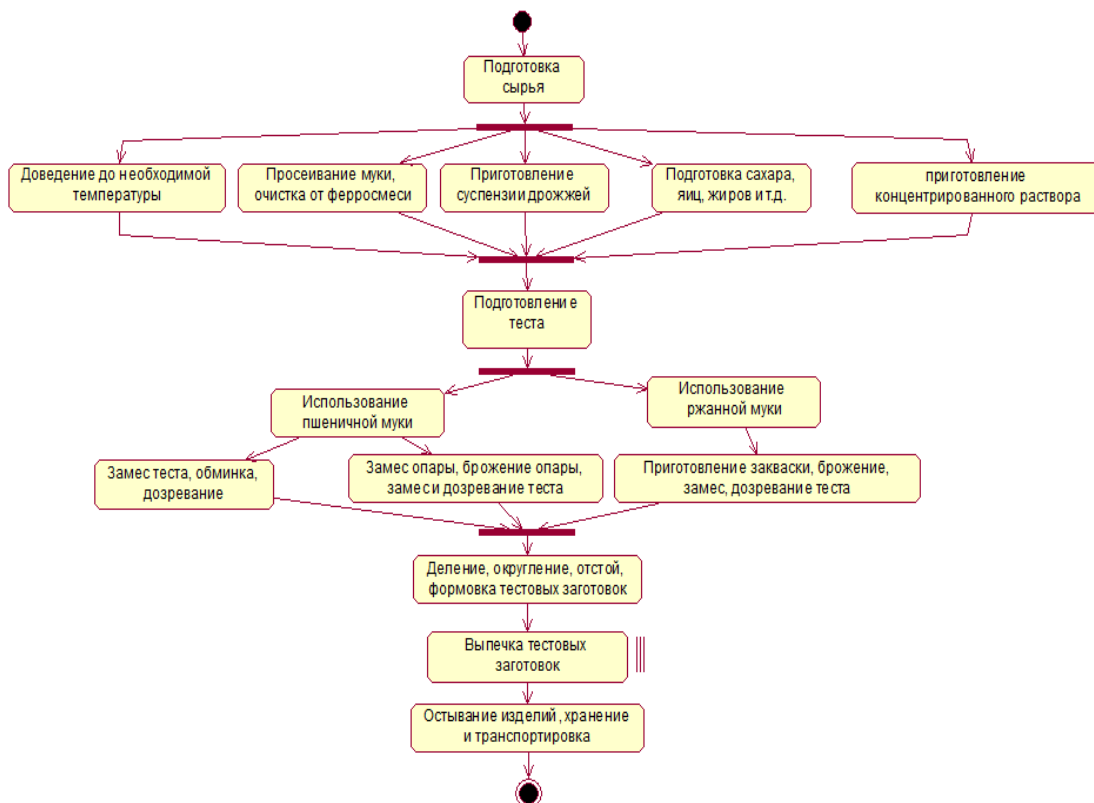 Подготовка
сырья
Доведение до необходимой
температуры
Просеивание муки,
очистка от ферросмеси
Приготовление
суспензии дрожжей
Подготовка сахара,
яиц, жиров и т.д.
приготовление
концентрированного раствора
Подготовление
теста
Использование
пшеничной муки
Использование
ржанной муки
Замес теста, обминка,
дозревание
Замес опары, брожение опары,
замес и дозревание теста
Приготовление закваски, брожение,
замес, дозревание теста
Деление, округление, отстой,
формовка тестовых заготовок
Выпечка тестовых
заготовок
Остывание изделий, хранение
и транспортировка